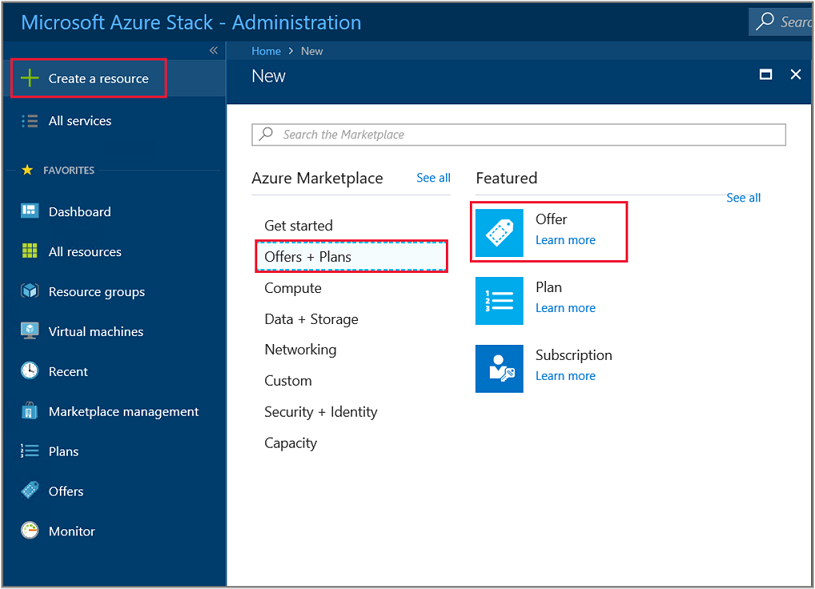 Microsoft Azure Stack - Administration
Searc
«
Home > New
Create a resource
New
All services
Search the Marketplace
FAVORITES
Azure Marketplace See all
Featured
See all
Dashboard
All resources
Resource groups
Virtual machines
Recent
Marketplace management
Plans
Offers
Monitor
Get started
Offers + Plans
Compute
Data + Storage
Networking
Custom
Security + Identity
Capacity
Offer
Learn more
1
2
3
Plan
Learn more
Subscription
Learn more